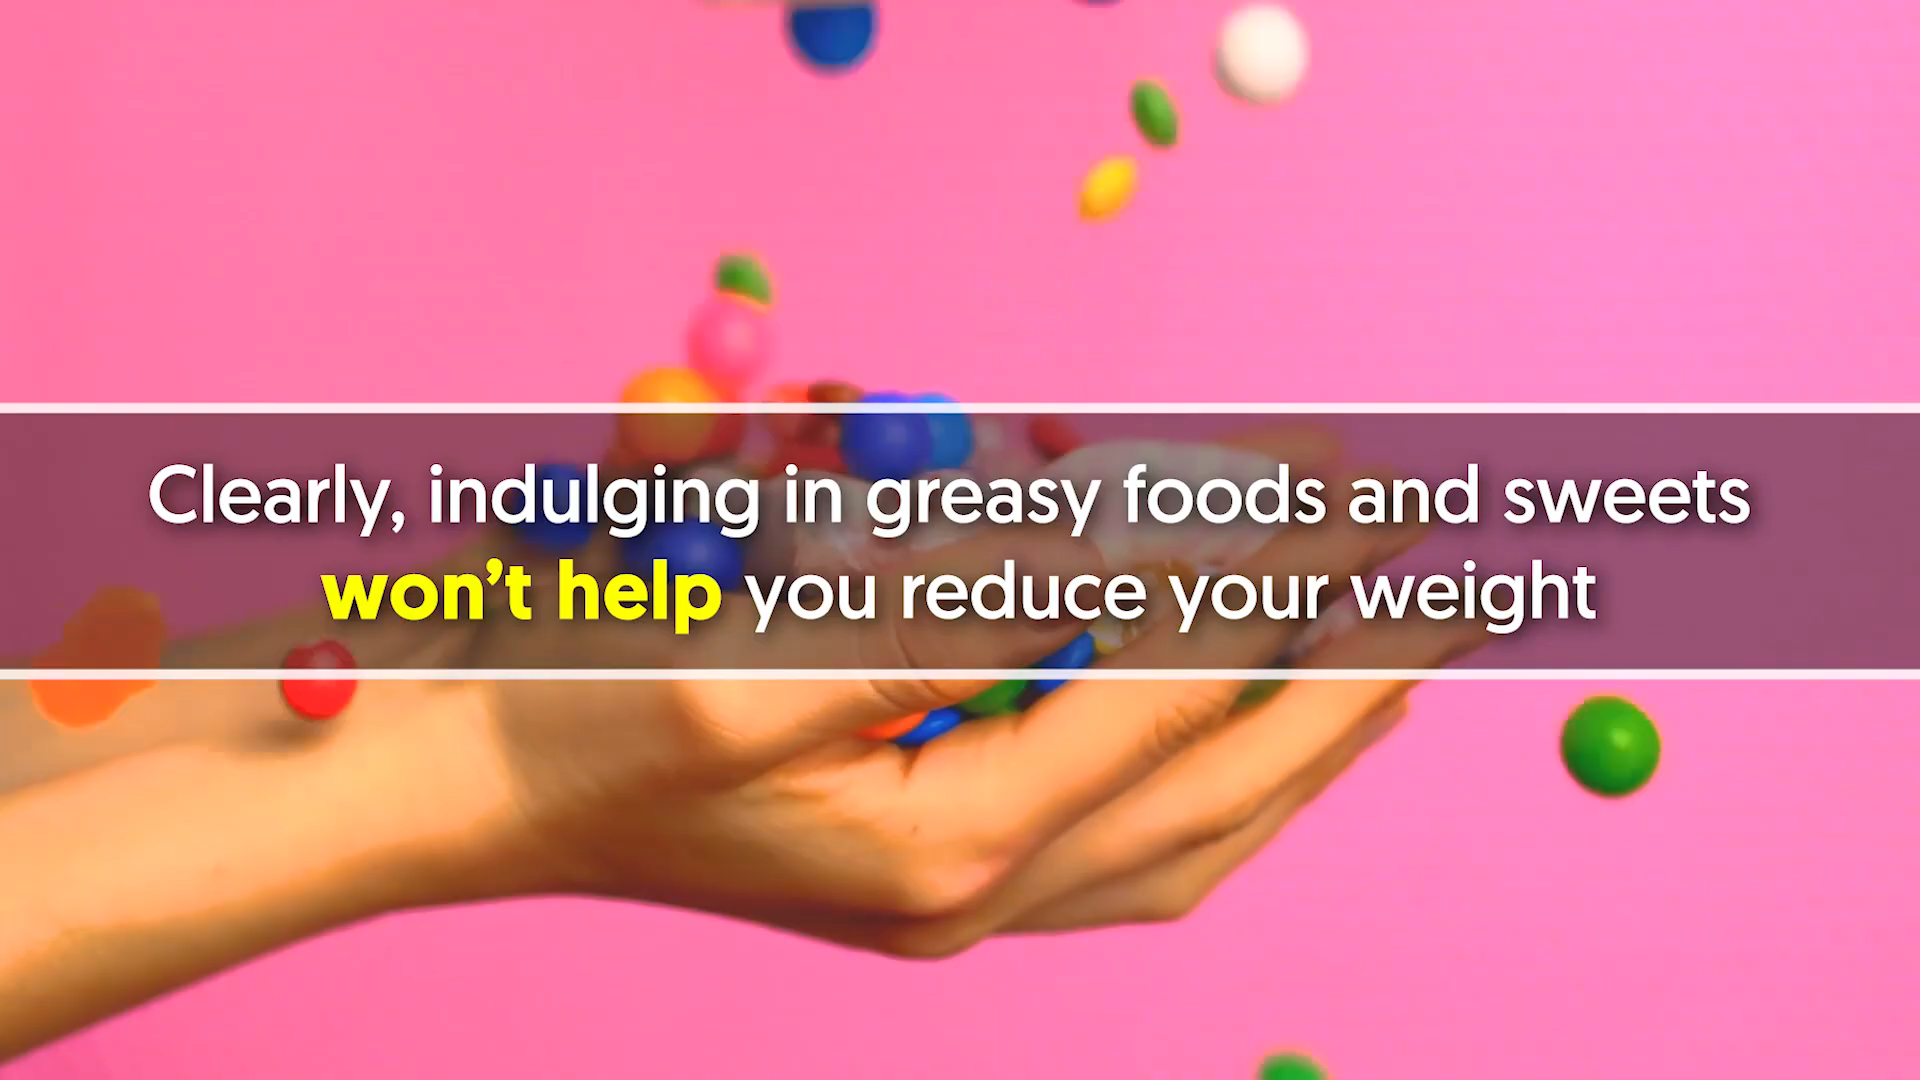 Clearly, indulging in greasy foods and sweets
won’t help you reduce your weight